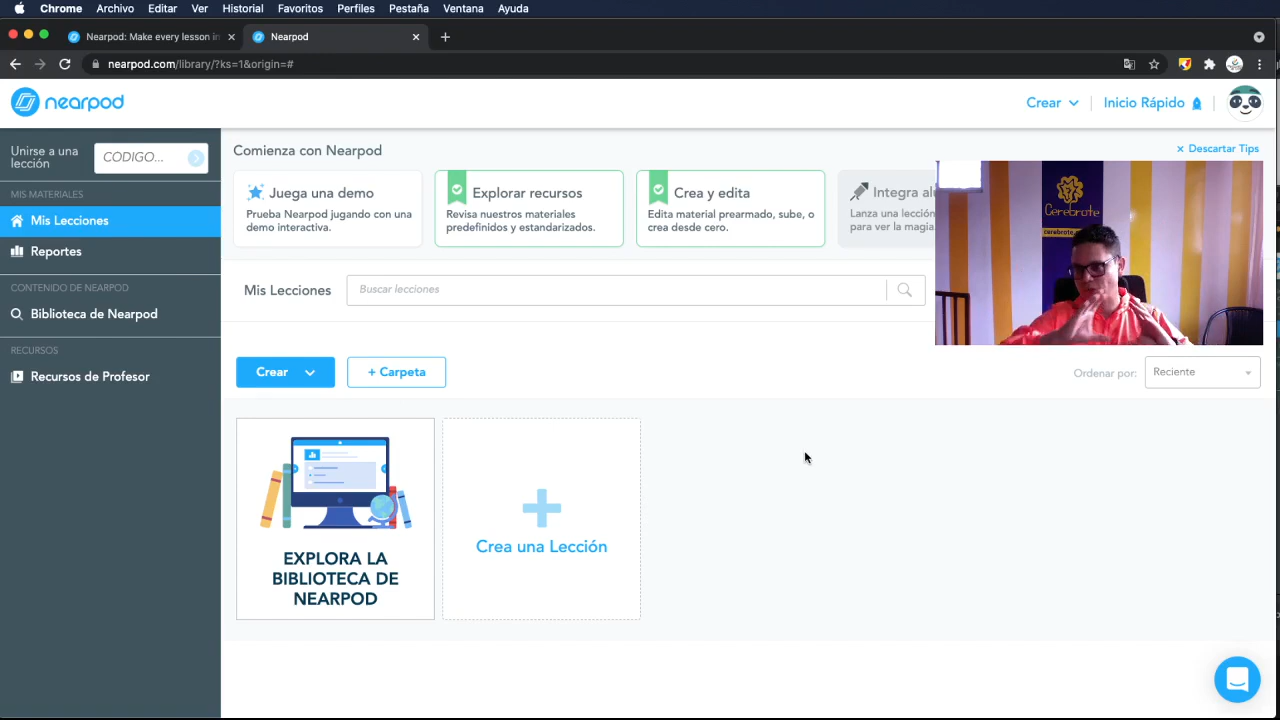 Chrome Archivo Editar Ver Historial Favoritos Perfiles Pestaña Ventana Ayuda
Nearpod: Make every lesson in
Nearpod
nearpod.com/library/?ks=1&origin=#
nearpod
Crear
Inicio Rápido
Unirse a una lección
CODIGO...
MIS MATERIALES
Mis Lecciones
Reportes
CONTENIDO DE NEARPOD
Biblioteca de Nearpod
RECURSOS
Recursos de Profesor
Comienza con Nearpod
× Descartar Tips
Juega una demo
Prueba Nearpod jugando con una
demo interactiva.
Explorar recursos
Revisa nuestros materiales
predefinidos y estandarizados.
Crea y edita
Edita material prearmado, sube, o
crea desde cero.
Integra al
Lanza una lección
para ver la magia
Cerebrote
cerebrote.
Mis Lecciones
Buscar lecciones
Crear
+ Carpeta
Ordenar por:
Reciente
EXPLORA LA
BIBLIOTECA DE
NEARPOD
Crea una Lección